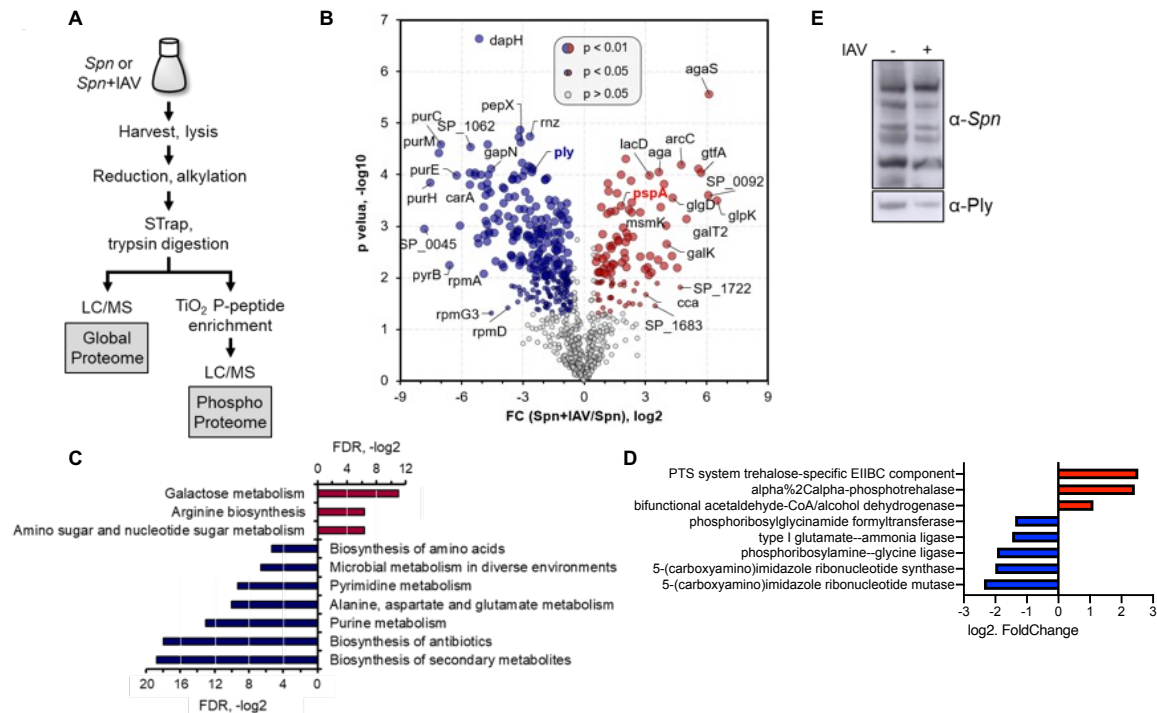 A
Spn or
Spn+IAV
Harvest, lysis
Reduction, alkylation
STrap,
trypsin digestion
LC/MS
Global
Proteome
TiO₂ P-peptide
enrichment
LC/MS
Phospho
Proteome
B
p velua, -log10
7
6
5
4
3
2
1
0
-9
-6
-3
0
3
6
9
FC (Spn+IAV/Spn), log2
p < 0.01
p < 0.05
p > 0.05
dapH
agaS
pepX
rnz
purC
SP_1062
purM
gapN
ply
purE
purH
carA
SP_0045
pyrB
rpmA
rpmG3
rpmD
lacD
aga
arcC
gtfA
SP_0092
pspA
glgD
glpK
msmK
galT2
galK
SP_1722
cca
SP_1683
C
FDR, -log2
0 4 8 12
Galactose metabolism
Arginine biosynthesis
Amino sugar and nucleotide sugar metabolism
Biosynthesis of amino acids
Microbial metabolism in diverse environments
Pyrimidine metabolism
Alanine, aspartate and glutamate metabolism
Purine metabolism
Biosynthesis of antibiotics
Biosynthesis of secondary metabolites
20 16 12 8 4 0
FDR, -log2
D
PTS system trehalose-specific EIIBC component
alpha%2Calpha-phosphotrehalase
bifunctional acetaldehyde-CoA/alcohol dehydrogenase
phosphoribosylglycinamide formyltransferase
type I glutamate--ammonia ligase
phosphoribosylamine--glycine ligase
5-(carboxyamino)imidazole ribonucleotide synthase
5-(carboxyamino)imidazole ribonucleotide mutase
-3 -2 -1 0 1 2 3
log2. FoldChange
E
IAV - +
α-Spn
α-Ply